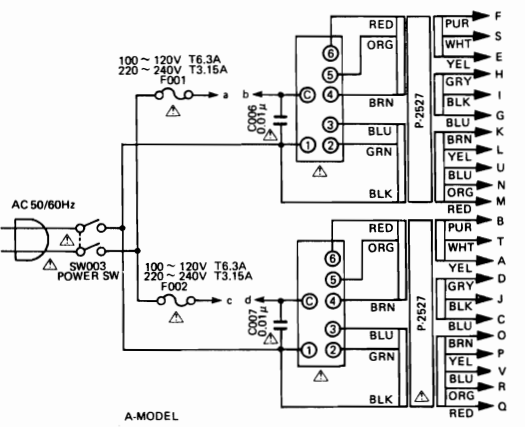 RED
ORG
BRN
BLU
GRN
BLK
6
5
C
4
3
1
2
P-2527
PUR
WHT
YEL
GRY
BLK
BLU
BRN
YEL
BLU
ORG
RED
F
S
E
H
I
G
K
L
U
N
M
100 ~ 120V T6.3A
220 ~ 240V T3.15A
F001
a
b
C006
0.01μ
AC 50/60Hz
SW003
POWER SW
100 ~ 120V T6.3A
220 ~ 240V T3.15A
F002
c
d
C007
0.01μ
RED
ORG
BRN
BLU
GRN
BLK
6
5
C
4
3
1
2
P-2527
PUR
WHT
YEL
GRY
BLK
BLU
BRN
YEL
BLU
ORG
RED
B
T
A
D
J
C
O
P
V
R
Q
A-MODEL